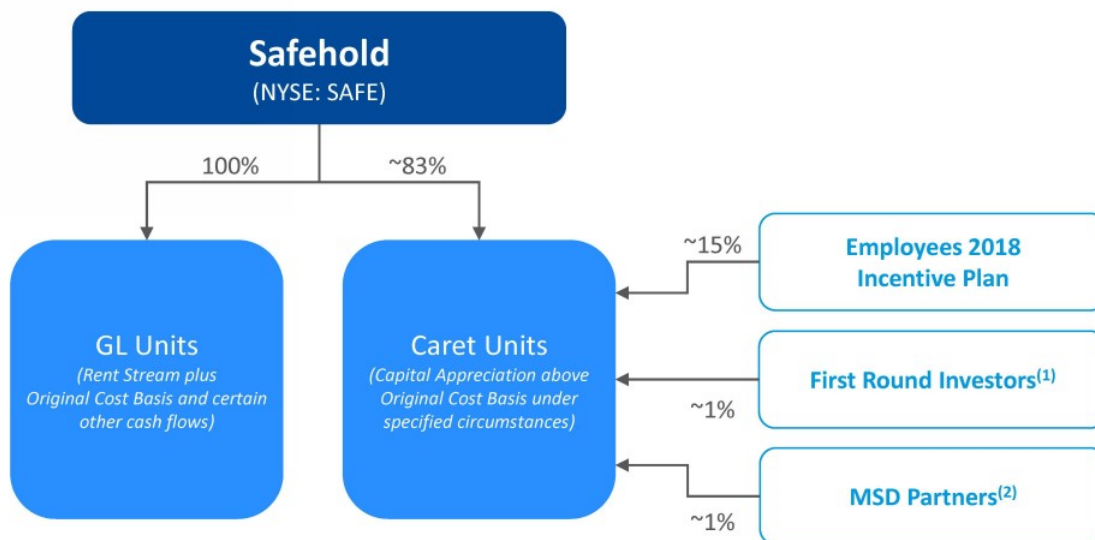 Safehold
(NYSE: SAFE)
100%
~83%
GL Units
(Rent Stream plus
Original Cost Basis and certain
other cash flows)
Caret Units
(Capital Appreciation above
Original Cost Basis under
specified circumstances)
~15%
Employees 2018
Incentive Plan
First Round Investors(1)
~1%
MSD Partners(2)
~1%